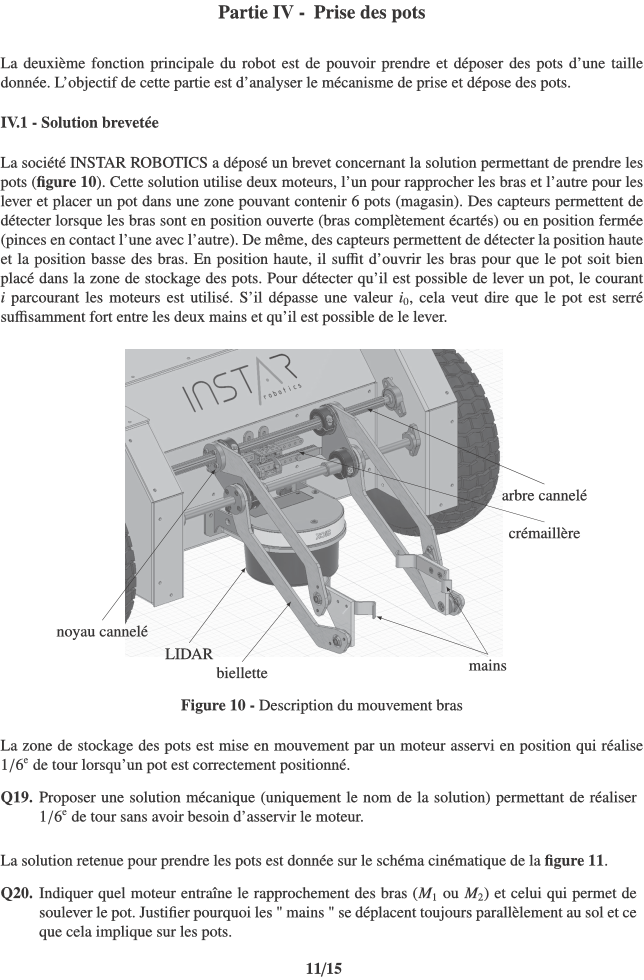 Partie IV - Prise des pots
La deuxième fonction principale du robot est de pouvoir prendre et déposer des pots d'une taille
donnée. L'objectif de cette partie est d'analyser le mécanisme de prise et dépose des pots.
IV.1 - Solution brevetée
La société INSTAR ROBOTICS a déposé un brevet concernant la solution permettant de prendre les
pots (figure 10). Cette solution utilise deux moteurs, l'un pour rapprocher les bras et l'autre pour les
lever et placer un pot dans une zone pouvant contenir 6 pots (magasin). Des capteurs permettent de
détecter lorsque les bras sont en position ouverte (bras complètement écartés) ou en position fermée
(pinces en contact l'une avec l'autre). De même, des capteurs permettent de détecter la position haute
et la position basse des bras. En position haute, il suffit d'ouvrir les bras pour que le pot soit bien
placé dans la zone de stockage des pots. Pour détecter qu'il est possible de lever un pot, le courant
i parcourant les moteurs est utilisé. S'il dépasse une valeur i₀, cela veut dire que le pot est serré
suffisamment fort entre les deux mains et qu'il est possible de le lever.
INSTAR
robotics
arbre cannelé
crémaillère
noyau cannelé
LIDAR
biellette
mains
Figure 10 - Description du mouvement bras
La zone de stockage des pots est mise en mouvement par un moteur asservi en position qui réalise
1/6ᵉ de tour lorsqu'un pot est correctement positionné.
Q19. Proposer une solution mécanique (uniquement le nom de la solution) permettant de réaliser
1/6ᵉ de tour sans avoir besoin d'asservir le moteur.
La solution retenue pour prendre les pots est donnée sur le schéma cinématique de la figure 11.
Q20. Indiquer quel moteur entraîne le rapprochement des bras (M₁ ou M₂) et celui qui permet de
soulever le pot. Justifier pourquoi les " mains " se déplacent toujours parallèlement au sol et ce
que cela implique sur les pots.
11/15